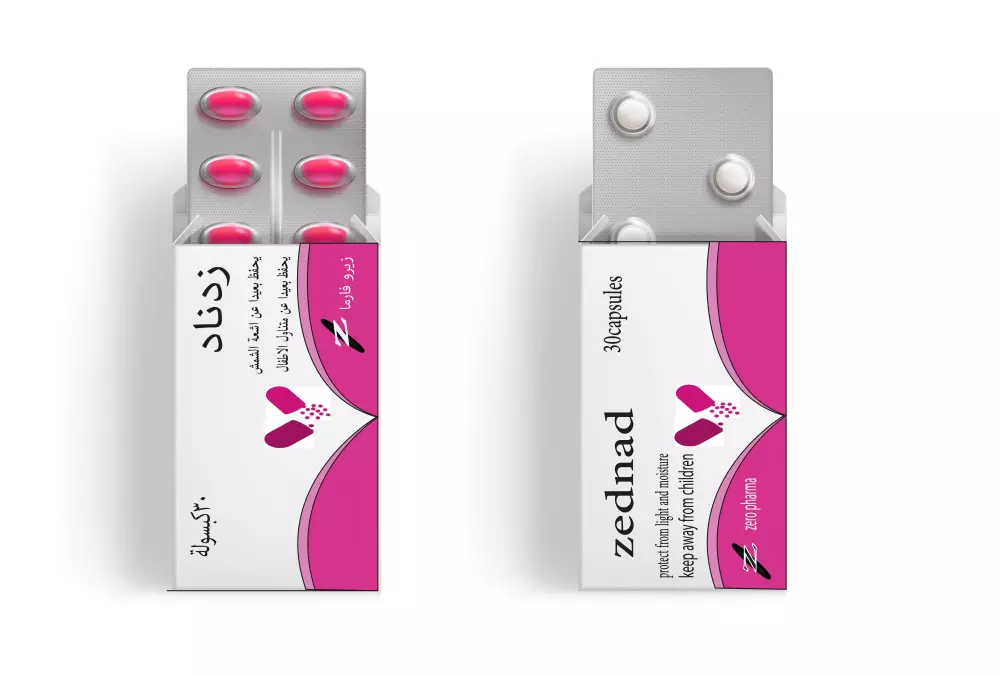 زدناد
يحفظ بعيدا عن اشعة الشمش
يحفظ بعيدا عن متناول الاطفال
زيرو فارما
Z
٣٠كبسولة
30capsules
zednad
protect from light and moisture
keep away from children
zero pharma
Z